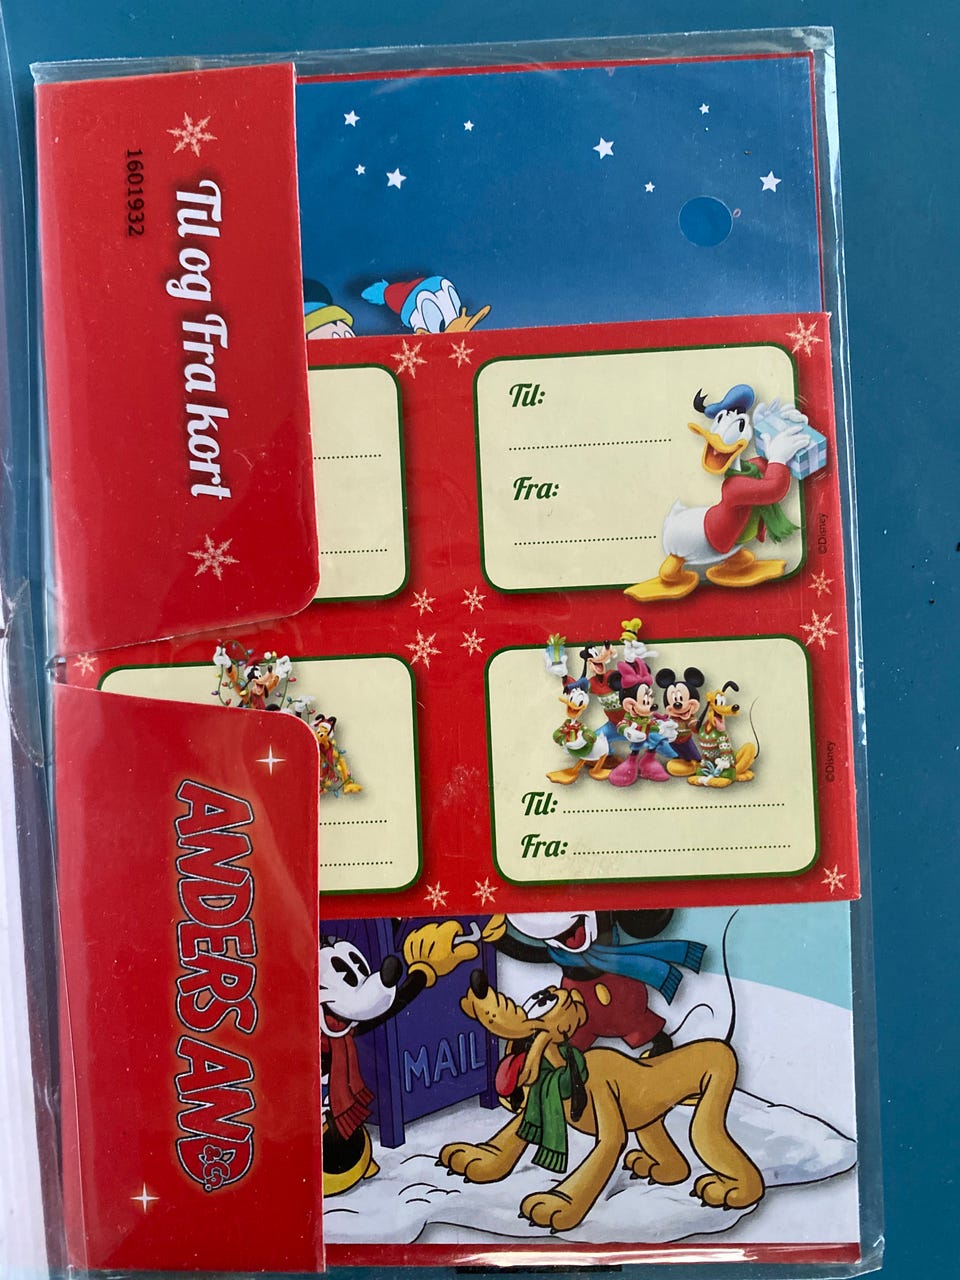 Til og Fra kort
1601932
Til:
Fra:
©Disney
Til:
Fra:
©Disney
ANDERS AND
&Co.
MAIL